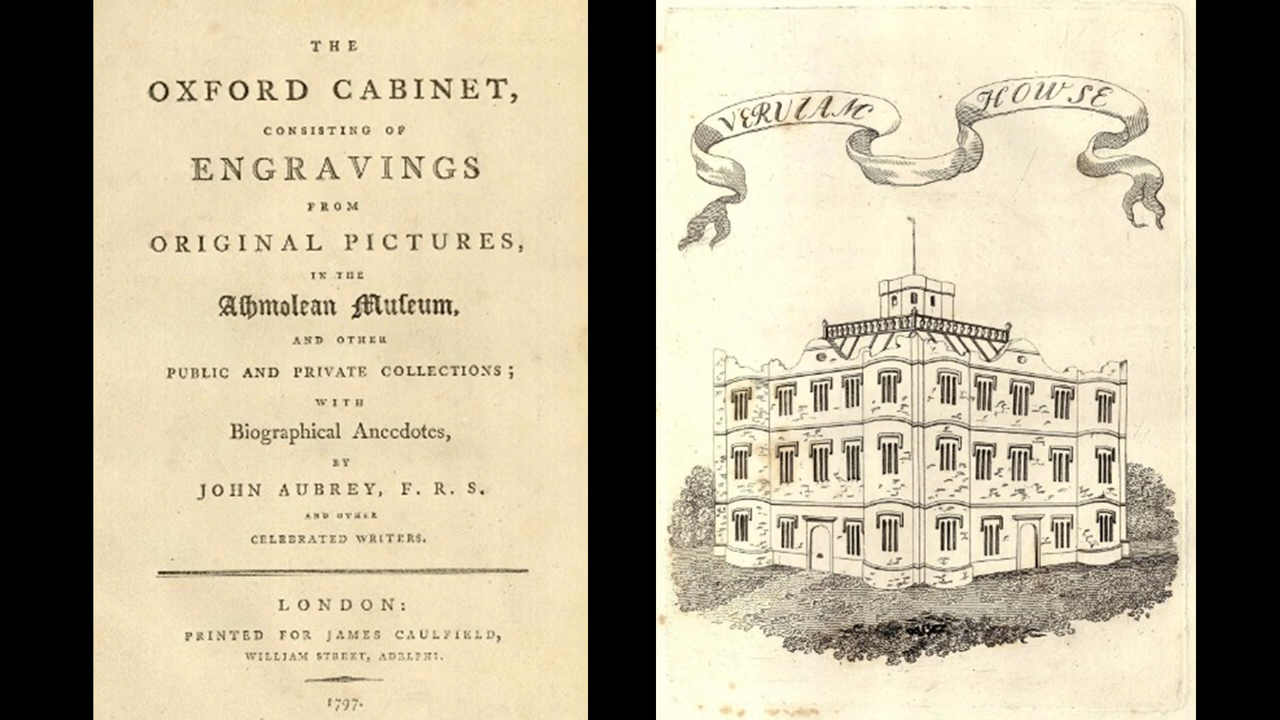 THE
OXFORD CABINET,
CONSISTING OF
ENGRAVINGS
FROM
ORIGINAL PICTURES,
IN THE
Aſhmolean Muſeum,
AND OTHER
PUBLIC AND PRIVATE COLLECTIONS;
WITH
Biographical Anecdotes,
BY
JOHN AUBREY, F. R. S.
AND OTHER
CELEBRATED WRITERS.
LONDON:
PRINTED FOR JAMES CAULFIELD,
WILLIAM STREET, ADELPHI.
1797.
VERULAM HOWSE